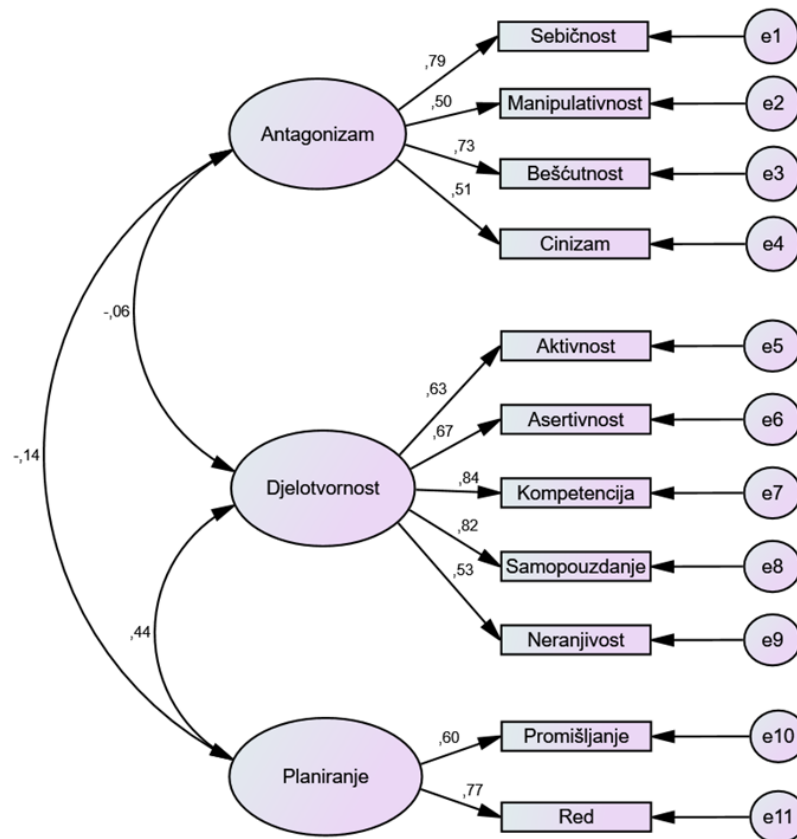 Sebičnost
e1
,79
,50
Manipulativnost
e2
Antagonizam
,73
Bešćutnost
e3
,51
Cinizam
e4
-,06
Aktivnost
e5
,63
Asertivnost
e6
,67
-,14
Djelotvornost
,84
Kompetencija
e7
,82
Samopouzdanje
e8
,53
Neranjivost
e9
,44
,60
Promišljanje
e10
Planiranje
,77
Red
e11